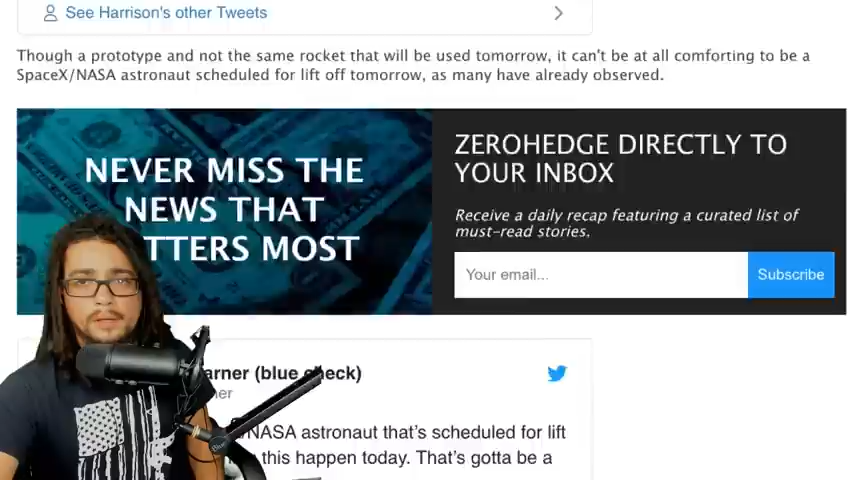 See Harrison's other Tweets
Though a prototype and not the same rocket that will be used tomorrow, it can't be at all comforting to be a
SpaceX/NASA astronaut scheduled for lift off tomorrow, as many have already observed.
NEVER MISS THE
NEWS THAT
TTERS MOST
ZEROHEDGE DIRECTLY TO
YOUR INBOX
Receive a daily recap featuring a curated list of
must-read stories.
Your email...
Subscribe
arner (blue check)
NASA astronaut that's scheduled for lift
this happen today. That's gotta be a